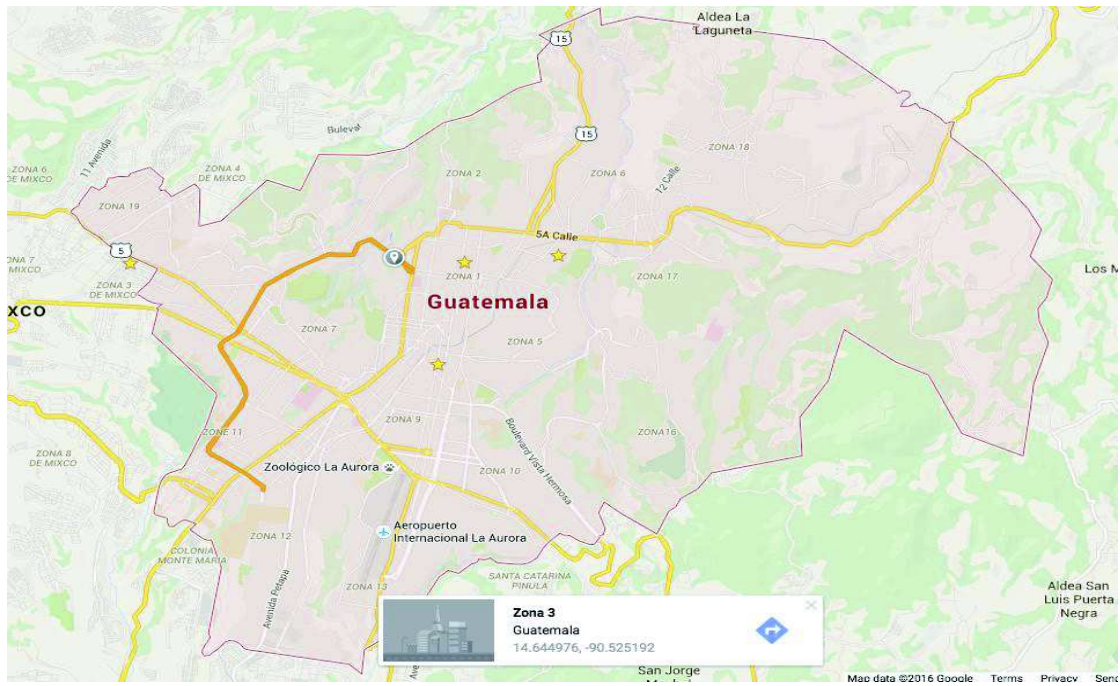 Aldea La
Laguneta
15
15
Bulevar
11 Avenida
ZONA 4
DE MIXCO
ZONA 6
DE MIXCO
ZONA 2
ZONA 6
12 Calle
ZONA 18
ZONA 19
5
5A Calle
ZONA 7
MIXCO
ZONA 3
DE MIXCO
ZONA 1
ZONA 17
Los M
XCO
Guatemala
ZONA 7
ZONA 5
ZONA 9
ZONE 11
ZONA16
Boulevard Vista Hermosa
ZONA 8
DE MIXCO
Zoológico La Aurora
ZONA 10
Aeropuerto
Internacional La Aurora
ZONA 12
COLONIA
MONTE MARIA
Avenida Petapa
ZONA 13
SANTA CATARINA
PINULA
Aldea San
Luis Puerta
Negra
Zona 3
Guatemala
14.644976, -90.525192
San Jorge
Map data ©2016 Google Terms Privacy Send